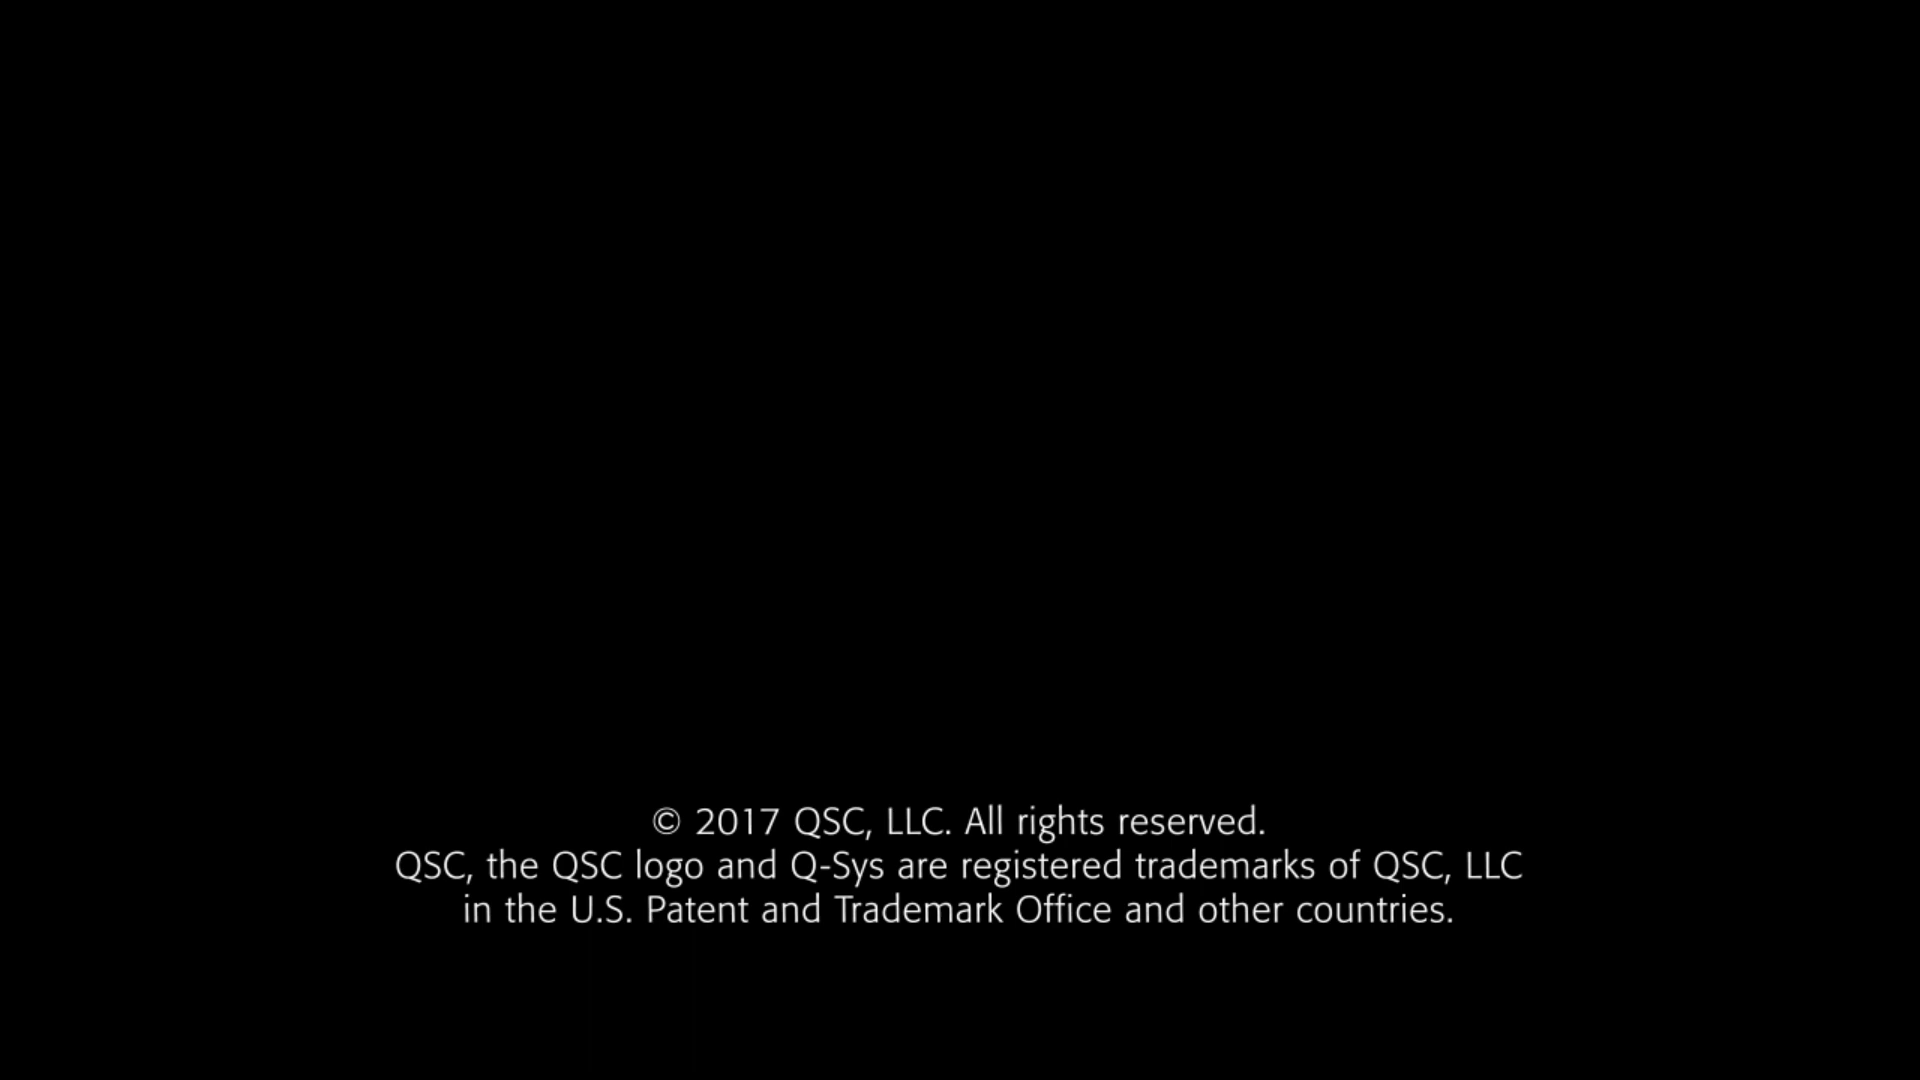 © 2017 QSC, LLC. All rights reserved.
QSC, the QSC logo and Q-Sys are registered trademarks of QSC, LLC
in the U.S. Patent and Trademark Office and other countries.